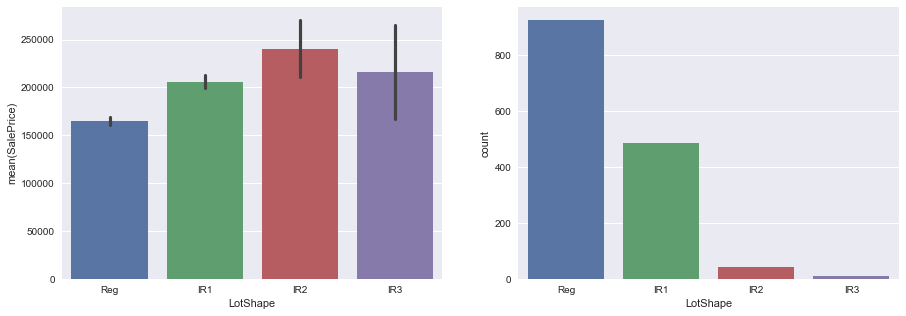 250000
200000
150000
100000
50000
0
mean(SalePrice)
Reg IR1 IR2 IR3
LotShape
800
600
400
200
0
count
Reg IR1 IR2 IR3
LotShape